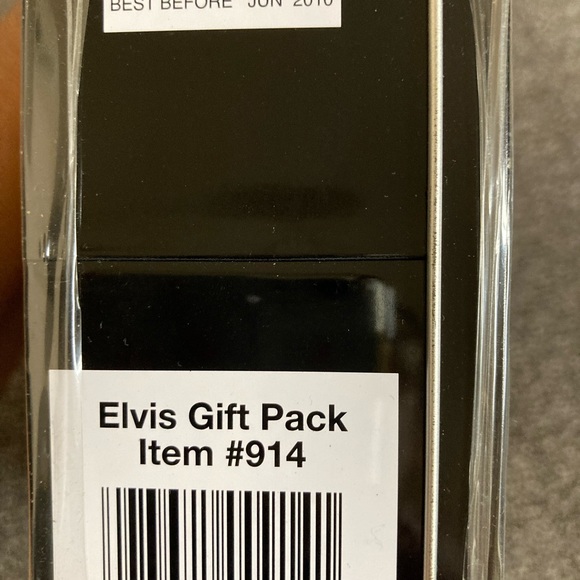 BEST BEFORE JUN 2010
Elvis Gift Pack
Item #914